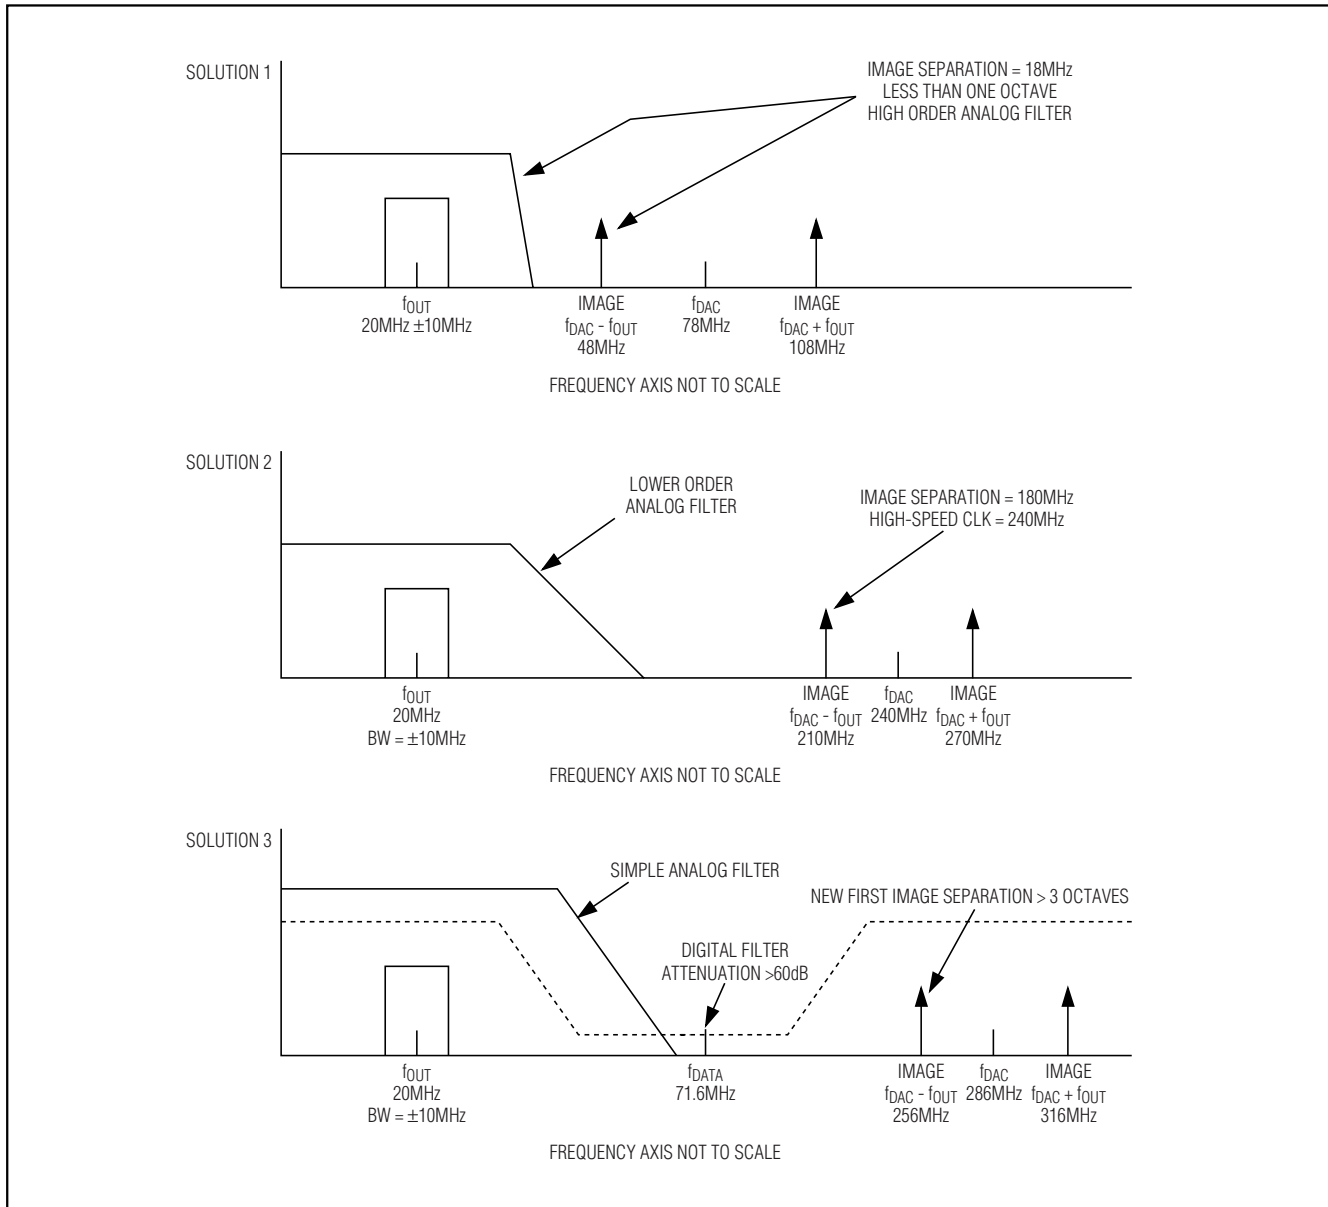 SOLUTION 1
IMAGE SEPARATION = 18MHz
LESS THAN ONE OCTAVE
HIGH ORDER ANALOG FILTER
fOUT
20MHz ±10MHz
IMAGE
fDAC - fOUT
48MHz
fDAC
78MHz
IMAGE
fDAC + fOUT
108MHz
FREQUENCY AXIS NOT TO SCALE
SOLUTION 2
LOWER ORDER
ANALOG FILTER
IMAGE SEPARATION = 180MHz
HIGH-SPEED CLK = 240MHz
fOUT
20MHz
BW = ±10MHz
IMAGE
fDAC - fOUT
210MHz
fDAC
240MHz
IMAGE
fDAC + fOUT
270MHz
FREQUENCY AXIS NOT TO SCALE
SOLUTION 3
SIMPLE ANALOG FILTER
NEW FIRST IMAGE SEPARATION > 3 OCTAVES
DIGITAL FILTER
ATTENUATION >60dB
fOUT
20MHz
BW = ±10MHz
fDATA
71.6MHz
IMAGE
fDAC - fOUT
256MHz
fDAC
286MHz
IMAGE
fDAC + fOUT
316MHz
FREQUENCY AXIS NOT TO SCALE